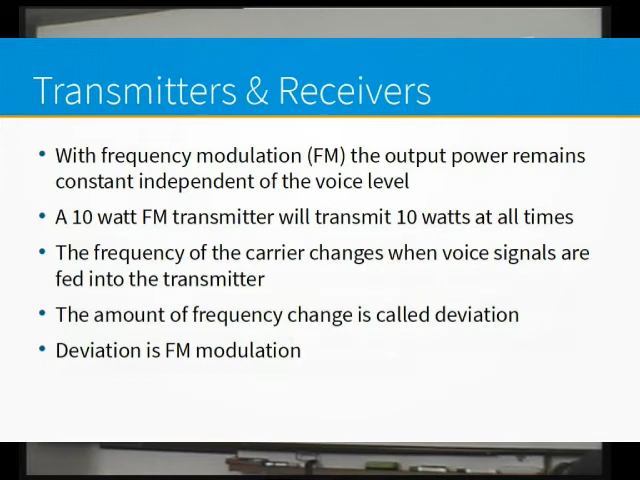 Transmitters & Receivers
• With frequency modulation (FM) the output power remains
constant independent of the voice level
• A 10 watt FM transmitter will transmit 10 watts at all times
• The frequency of the carrier changes when voice signals are
fed into the transmitter
• The amount of frequency change is called deviation
• Deviation is FM modulation